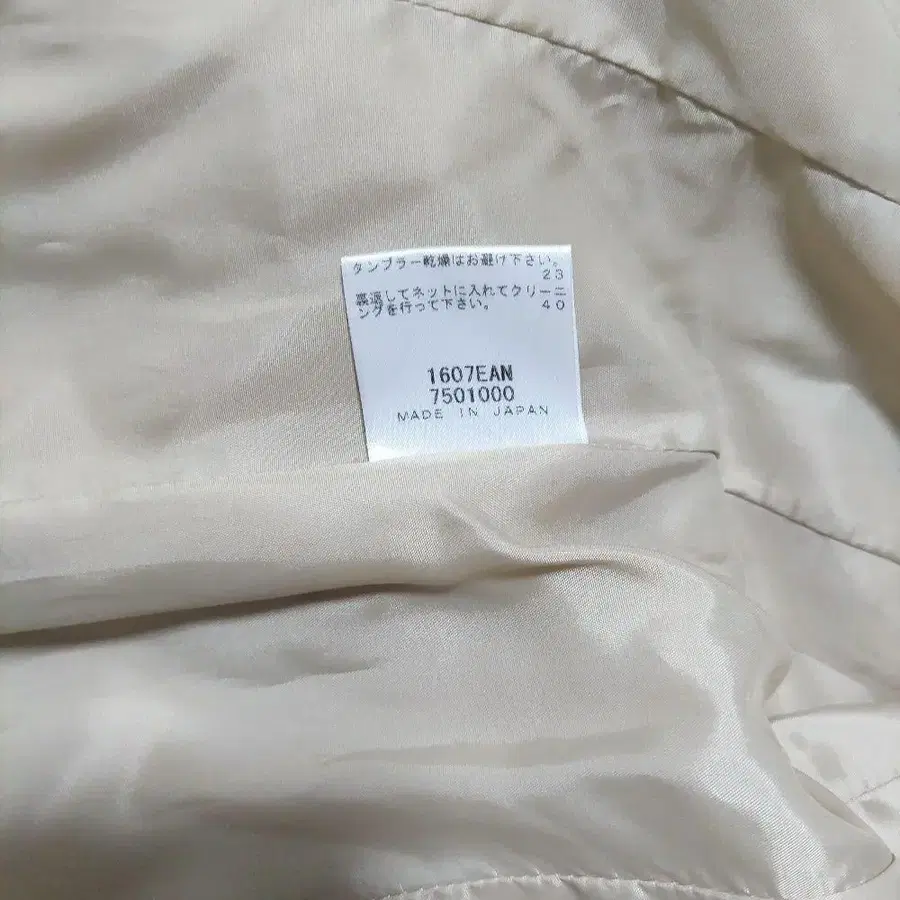 タンブラー乾燥はお避け下さい。
23
裏返してネットに入れてクリーニ
ングを行って下さい。 40
1607EAN
7501000
MADE IN JAPAN